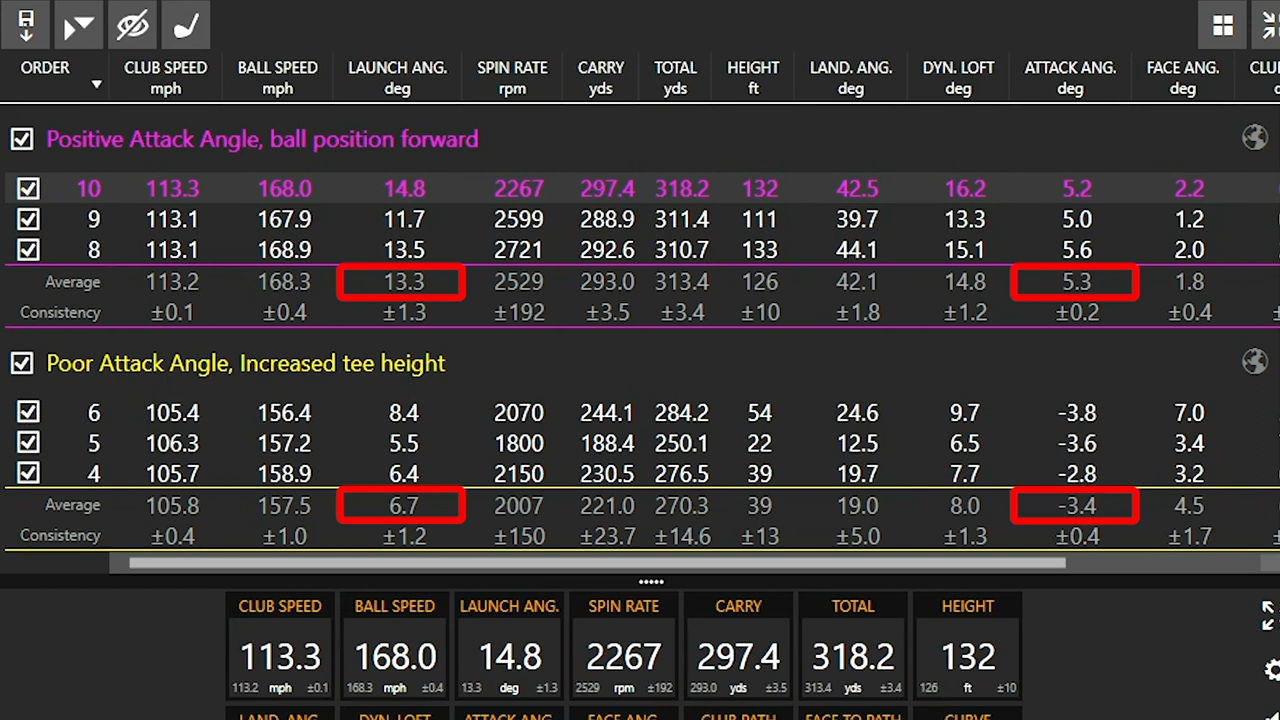 ORDER CLUB SPEED BALL SPEED LAUNCH ANG. SPIN RATE CARRY TOTAL HEIGHT LAND. ANG. DYN. LOFT ATTACK ANG. FACE ANG.
mph mph deg rpm yds yds ft deg deg deg deg
Positive Attack Angle, ball position forward
10 113.3 168.0 14.8 2267 297.4 318.2 132 42.5 16.2 5.2 2.2
9 113.1 167.9 11.7 2599 288.9 311.4 111 39.7 13.3 5.0 1.2
8 113.1 168.9 13.5 2721 292.6 310.7 133 44.1 15.1 5.6 2.0
Average 113.2 168.3 13.3 2529 293.0 313.4 126 42.1 14.8 5.3 1.8
Consistency ±0.1 ±0.4 ±1.3 ±192 ±3.5 ±3.4 ±10 ±1.8 ±1.2 ±0.2 ±0.4
Poor Attack Angle, Increased tee height
6 105.4 156.4 8.4 2070 244.1 284.2 54 24.6 9.7 -3.8 7.0
5 106.3 157.2 5.5 1800 188.4 250.1 22 12.5 6.5 -3.6 3.4
4 105.7 158.9 6.4 2150 230.5 276.5 39 19.7 7.7 -2.8 3.2
Average 105.8 157.5 6.7 2007 221.0 270.3 39 19.0 8.0 -3.4 4.5
Consistency ±0.4 ±1.0 ±1.2 ±150 ±23.7 ±14.6 ±13 ±5.0 ±1.3 ±0.4 ±1.7
CLUB SPEED BALL SPEED LAUNCH ANG. SPIN RATE CARRY TOTAL HEIGHT
113.3 168.0 14.8 2267 297.4 318.2 132
113.2 mph ±0.1 168.3 mph ±0.4 13.3 deg ±1.3 2529 rpm ±192 293.0 yds ±3.5 313.4 yds ±3.4 126 ft ±10
LAND. ANG. DYN. LOFT ATTACK ANG. FACE ANG. CLUB PATH FACE TO PATH CURVE